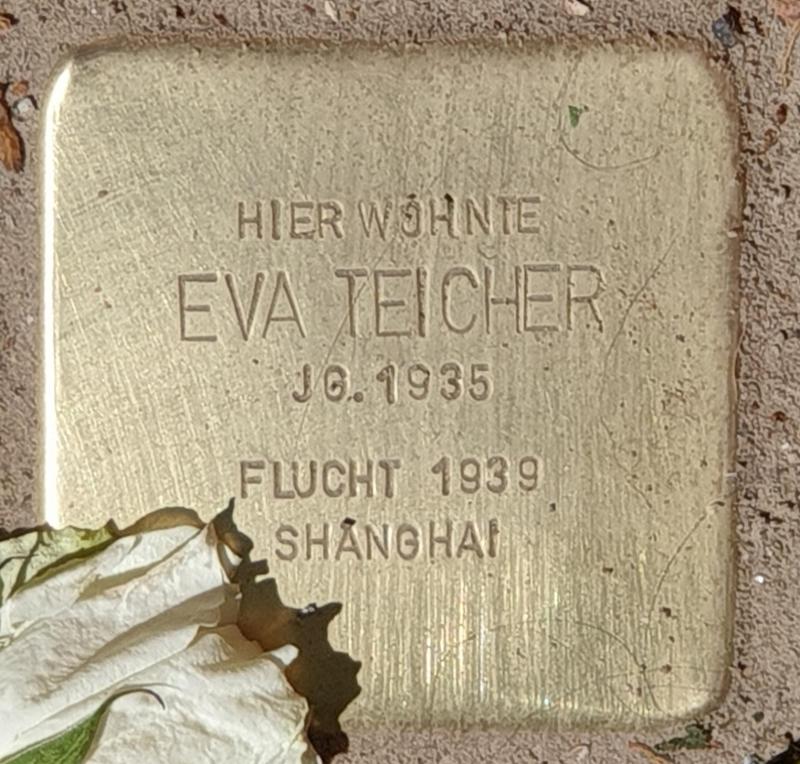 HIER WOHNTE
EVA TEICHER
JG. 1935
FLUCHT 1939
SHANGHAI